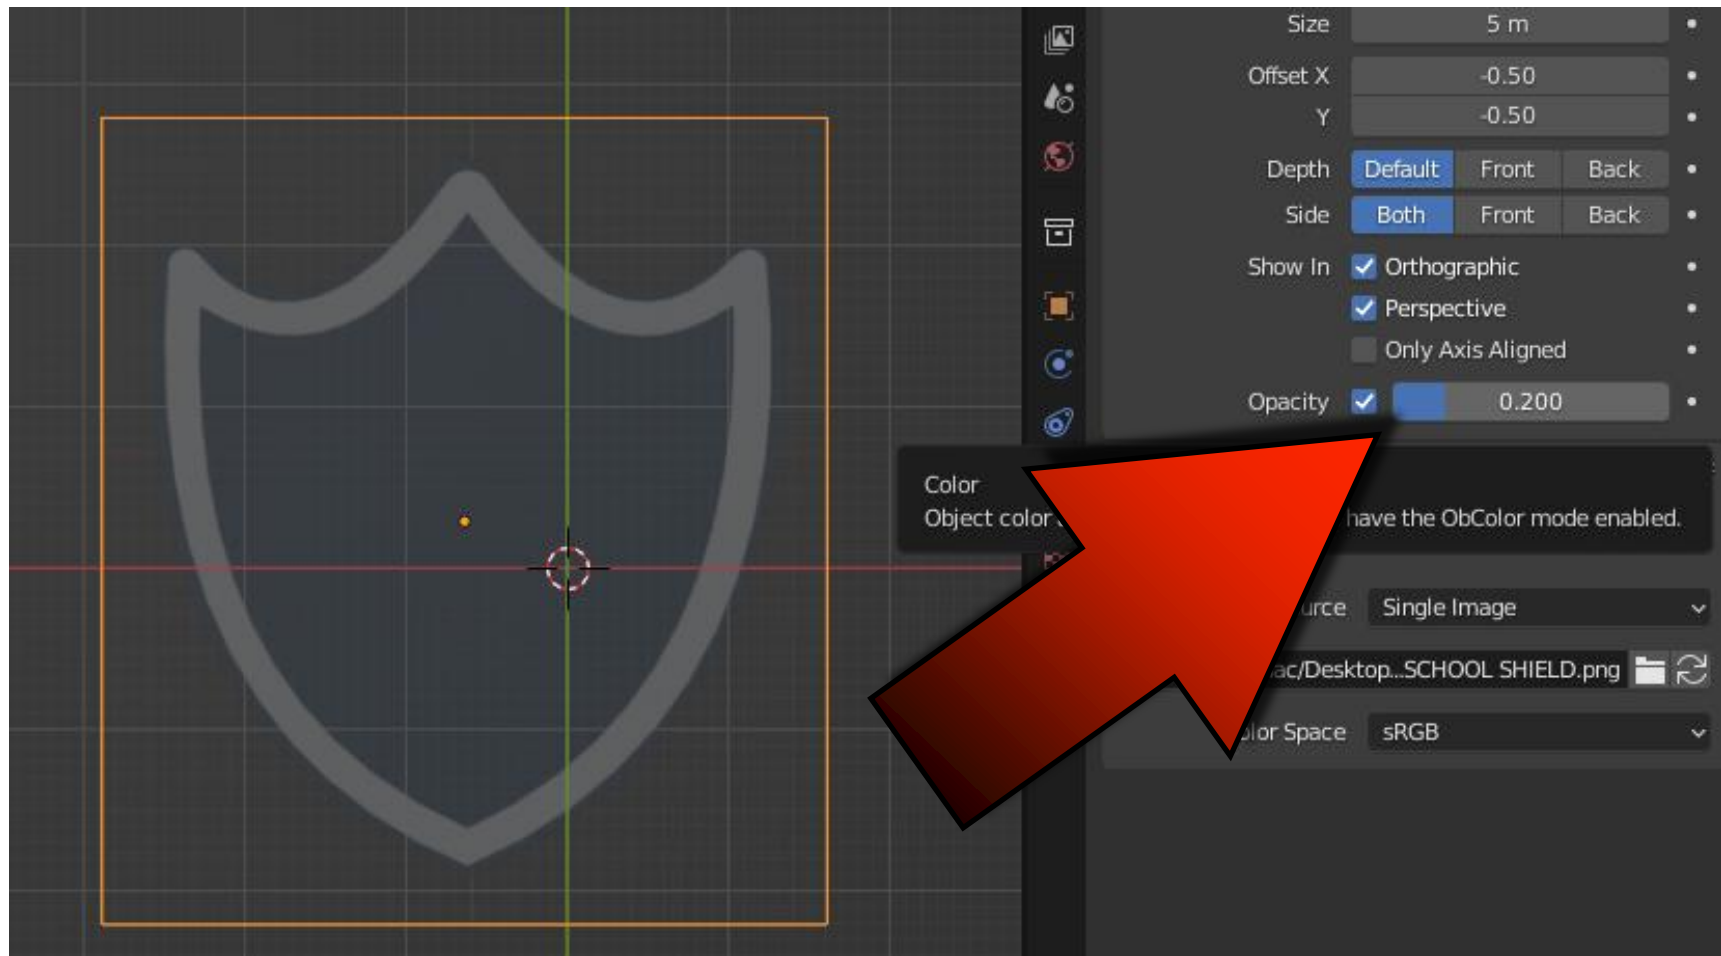 Size 5 m
Offset X -0.50
Y -0.50
Depth Default Front Back
Side Both Front Back
Show In Orthographic
Perspective
Only Axis Aligned
Opacity 0.200
Color
Object color have the ObColor mode enabled.
Single Image
/Desktop...SCHOOL SHIELD.png
Space sRGB